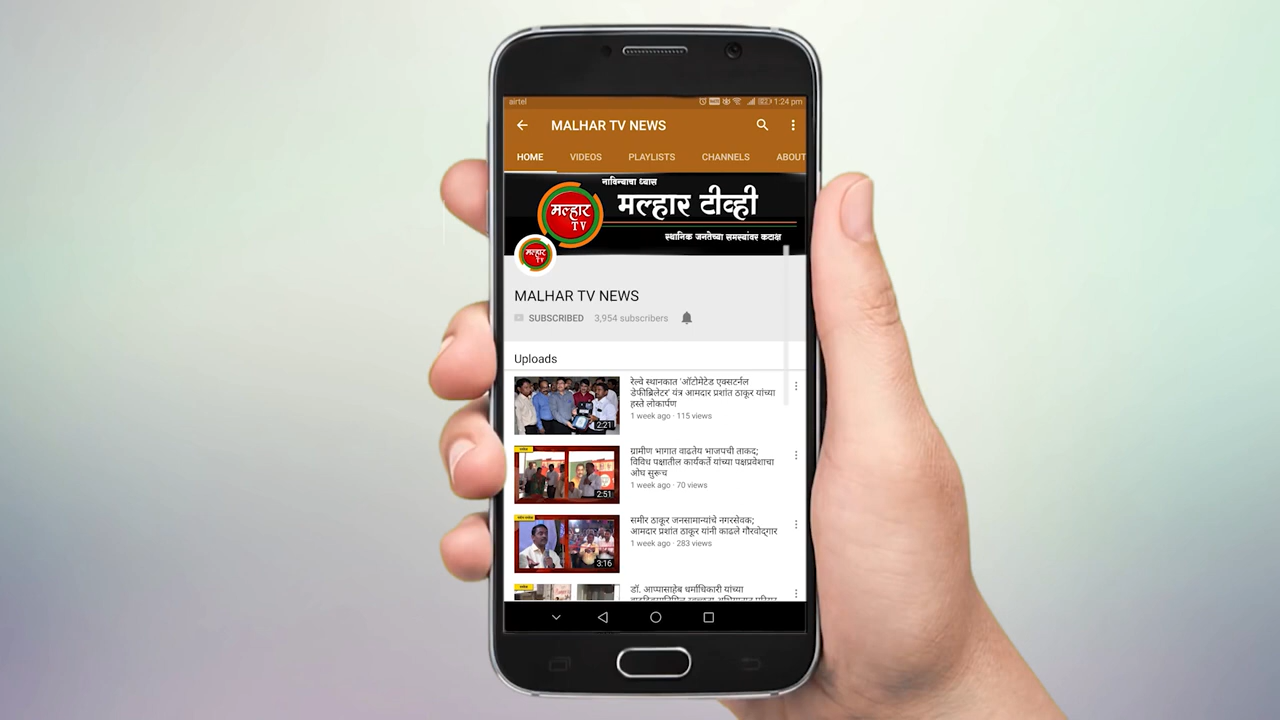 airtel 1:24 pm
MALHAR TV NEWS
HOME VIDEOS PLAYLISTS CHANNELS ABOUT
नाविन्याचा ध्यास
मल्हार टीव्ही
स्थानिक जनतेच्या समस्यांवर कटाक्ष
मल्हार
TV
मल्हार
TV
MALHAR TV NEWS
SUBSCRIBED 3,954 subscribers
Uploads
रेल्वे स्थानकात 'ऑटोमेटेड एक्सटर्नल
डेफीब्रिलेटर' यंत्र आमदार प्रशांत ठाकूर यांच्या
हस्ते लोकार्पण
1 week ago · 115 views
2:21
ग्रामीण भागात वाढतेय भाजपची ताकद;
विविध पक्षातील कार्यकर्ते यांच्या पक्षप्रवेशाचा
ओघ सुरूच
1 week ago · 70 views
2:51
समीर ठाकूर जनसामान्यांचे नगरसेवक;
आमदार प्रशांत ठाकूर यांनी काढले गौरवोद्‌गार
1 week ago · 283 views
3:16
डॉ. आप्पासाहेब धर्माधिकारी यांच्या